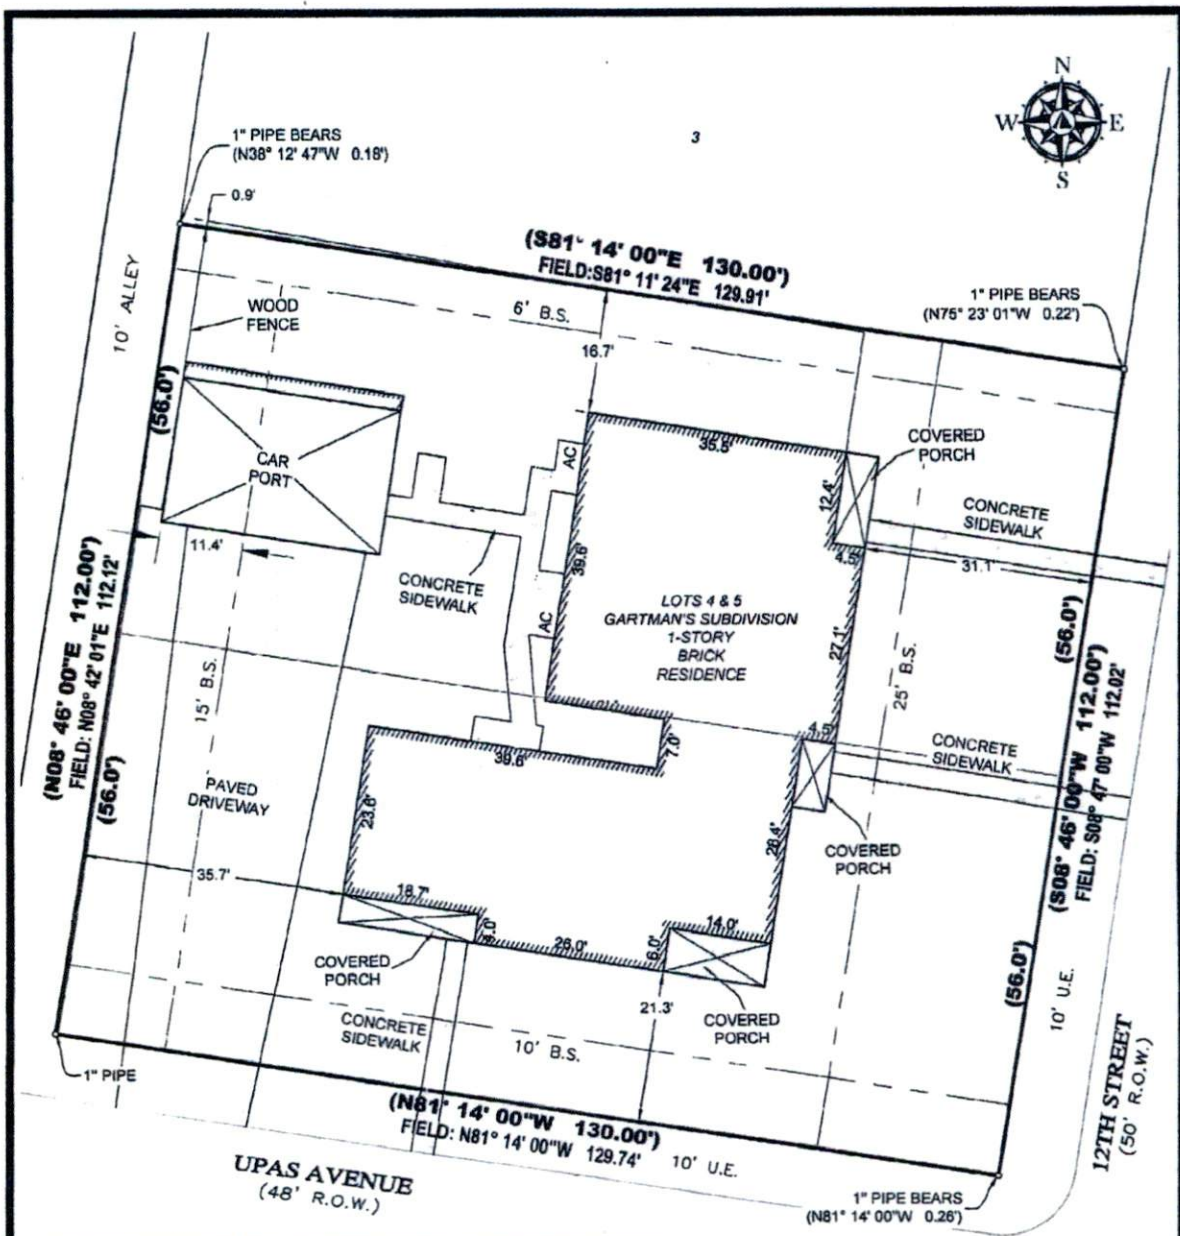 N
W E
S
3
1" PIPE BEARS
(N38° 12' 47"W 0.18')
0.9'
(S81° 14' 00"E 130.00')
FIELD:S81° 11' 24"E 129.91'
1" PIPE BEARS
(N75° 23' 01"W 0.22')
10' ALLEY
WOOD
FENCE
6' B.S.
16.7'
(56.0')
CAR
PORT
AC
35.5'
COVERED
PORCH
12.4'
CONCRETE
SIDEWALK
11.4'
4.5'
31.1'
CONCRETE
SIDEWALK
39.6'
(N08° 46' 00"E 112.00')
FIELD: N08° 42' 01"E 112.12'
AC
LOTS 4 & 5
GARTMAN'S SUBDIVISION
1-STORY
BRICK
RESIDENCE
27.1'
(56.0')
15' B.S.
25' B.S.
4.5'
7.0'
CONCRETE
SIDEWALK
39.6'
(56.0')
PAVED
DRIVEWAY
23.8'
26.4'
COVERED
PORCH
(S08° 46' 00"W 112.00')
FIELD: S08° 47' 00"W 112.02'
35.7'
18.7'
4.0'
26.0'
6.0'
14.0'
COVERED
PORCH
(56.0')
10' U.E.
21.3'
COVERED
PORCH
CONCRETE
SIDEWALK
10' B.S.
12TH STREET
(50' R.O.W.)
1" PIPE
(N81° 14' 00"W 130.00')
FIELD: N81° 14' 00"W 129.74'
10' U.E.
UPAS AVENUE
(48' R.O.W.)
1" PIPE BEARS
(N81° 14' 00"W 0.26')